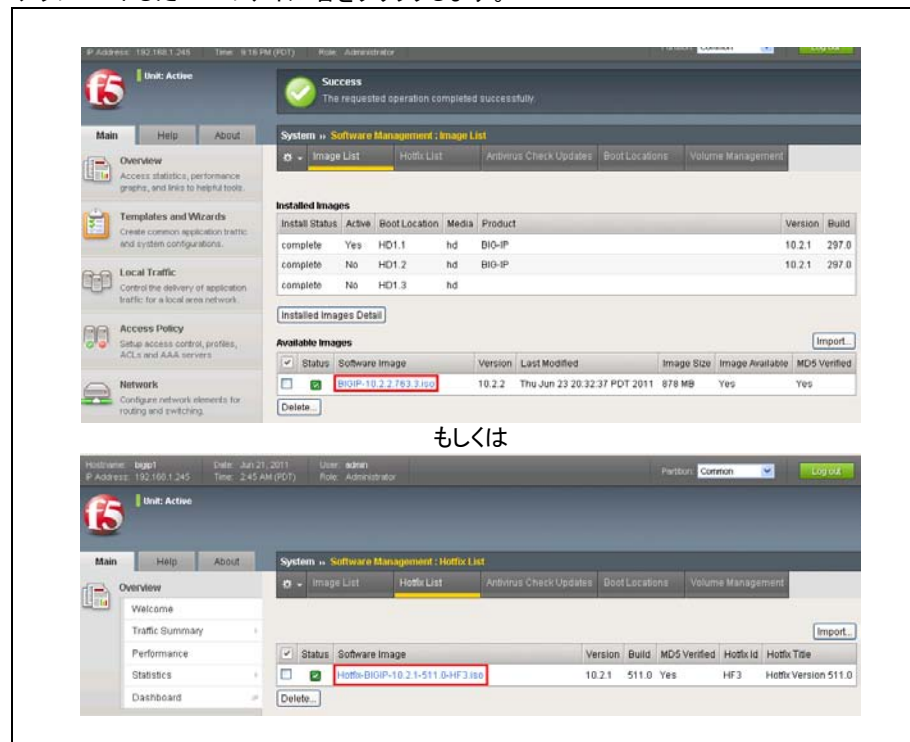 IP Address: 192.168.1.245 Time: 9:16 PM (PDT) Role: Administrator Partition: Common Log out
f5 Unit: Active
Success
The requested operation completed successfully.
Main Help About
System ›› Software Management : Image List
Image List Hotfix List Antivirus Check Updates Boot Locations Volume Management
Overview
Access statistics, performance
graphs, and links to helpful tools.
Templates and Wizards
Create common application traffic
and system configurations.
Local Traffic
Control the delivery of application
traffic for a local area network.
Access Policy
Setup access control, profiles,
ACLs and AAA servers
Network
Configure network elements for
routing and switching.
Installed Images
Install Status Active Boot Location Media Product Version Build
complete Yes HD1.1 hd BIG-IP 10.2.1 297.0
complete No HD1.2 hd BIG-IP 10.2.1 297.0
complete No HD1.3 hd
Installed Images Detail
Available Images Import...
Status Software Image Version Last Modified Image Size Image Available MD5 Verified
BIGIP-10.2.2.763.3.iso 10.2.2 Thu Jun 23 20:32:37 PDT 2011 878 MB Yes Yes
Delete...
もしくは
Hostname: bigip1 Date: Jun 21, 2011 User: admin
IP Address: 192.168.1.245 Time: 2:45 AM (PDT) Role: Administrator Partition: Common Log out
f5 Unit: Active
Main Help About
System ›› Software Management : Hotfix List
Image List Hotfix List Antivirus Check Updates Boot Locations Volume Management
Overview
Welcome
Traffic Summary
Performance
Statistics
Dashboard
Import...
Status Software Image Version Build MD5 Verified Hotfix Id Hotfix Title
Hotfix-BIGIP-10.2.1-511.0-HF3.iso 10.2.1 511.0 Yes HF3 Hotfix Version 511.0
Delete...